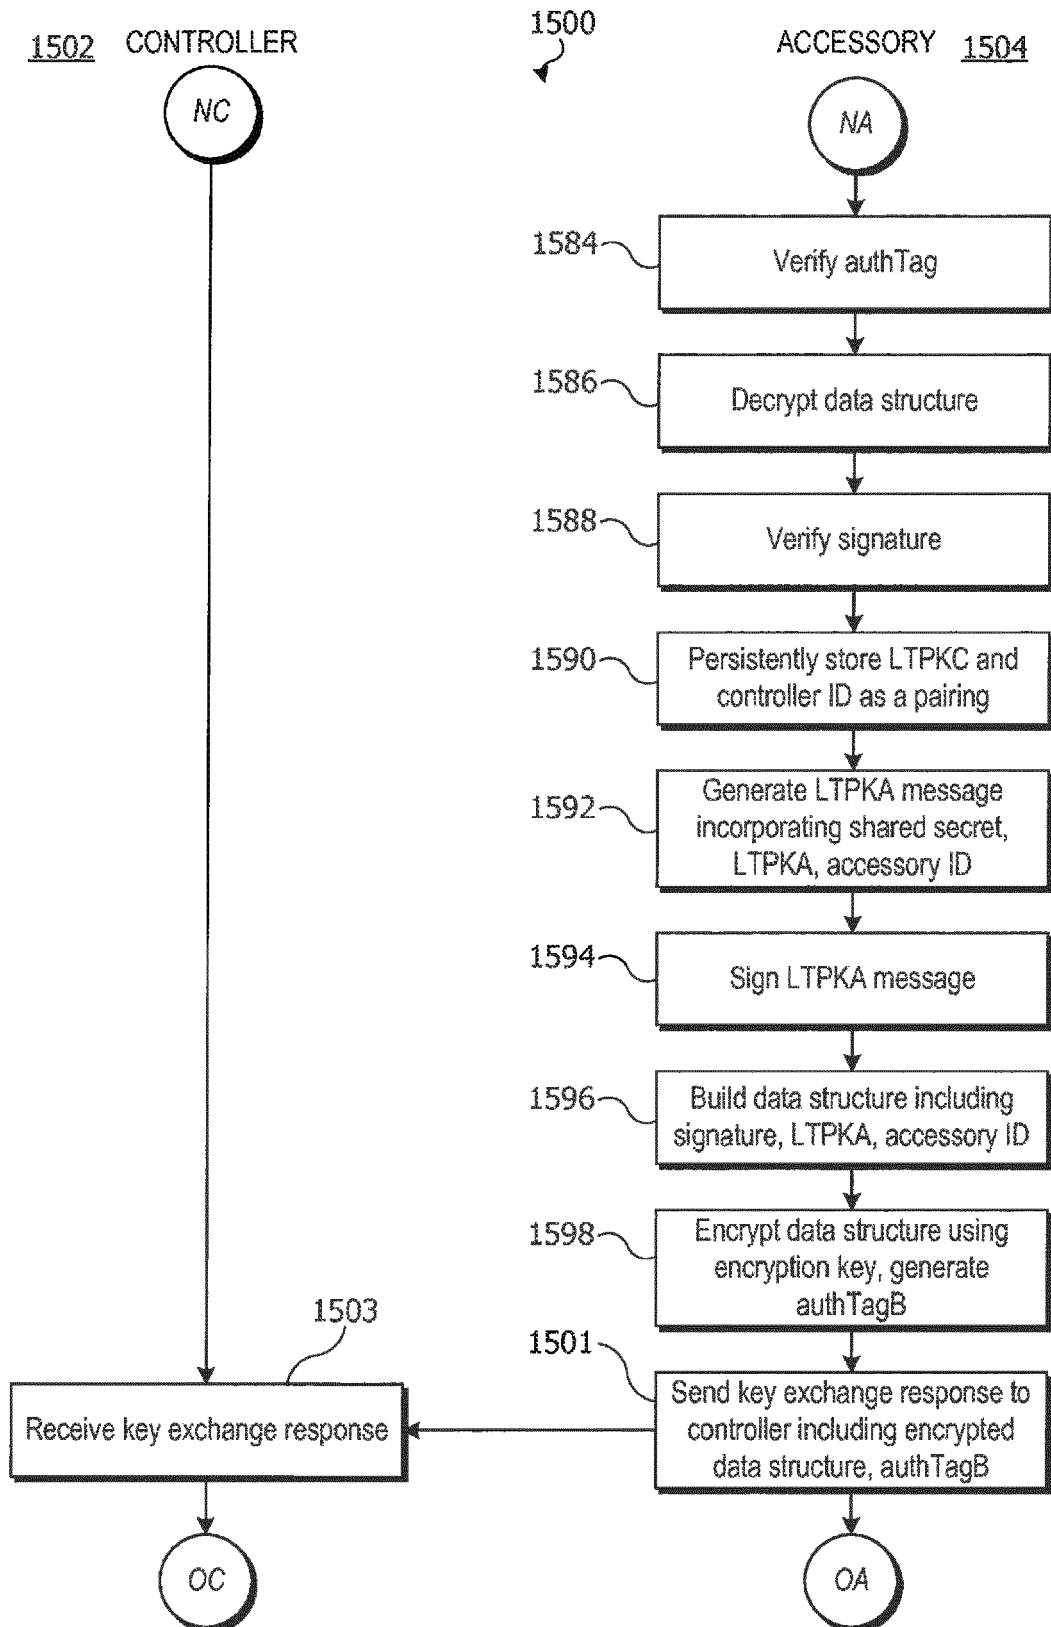 1502 CONTROLLER
1500
ACCESSORY 1504
NC
NA
1584
Verify authTag
1586
Decrypt data structure
1588
Verify signature
1590
Persistently store LTPKC and
controller ID as a pairing
1592
Generate LTPKA message
incorporating shared secret,
LTPKA, accessory ID
1594
Sign LTPKA message
1596
Build data structure including
signature, LTPKA, accessory ID
1598
Encrypt data structure using
encryption key, generate
authTagB
1503
Receive key exchange response
1501
Send key exchange response to
controller including encrypted
data structure, authTagB
OC
OA